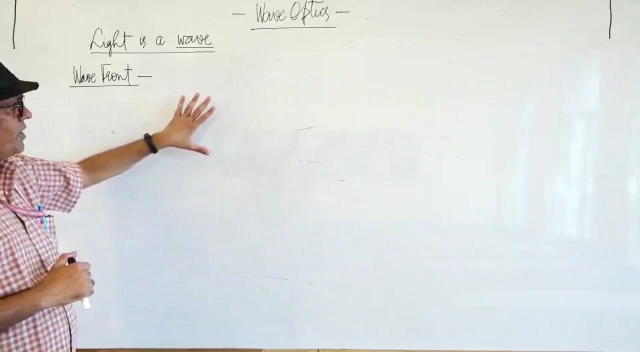 — Wave Optics —
Light is a wave
Wave Front —